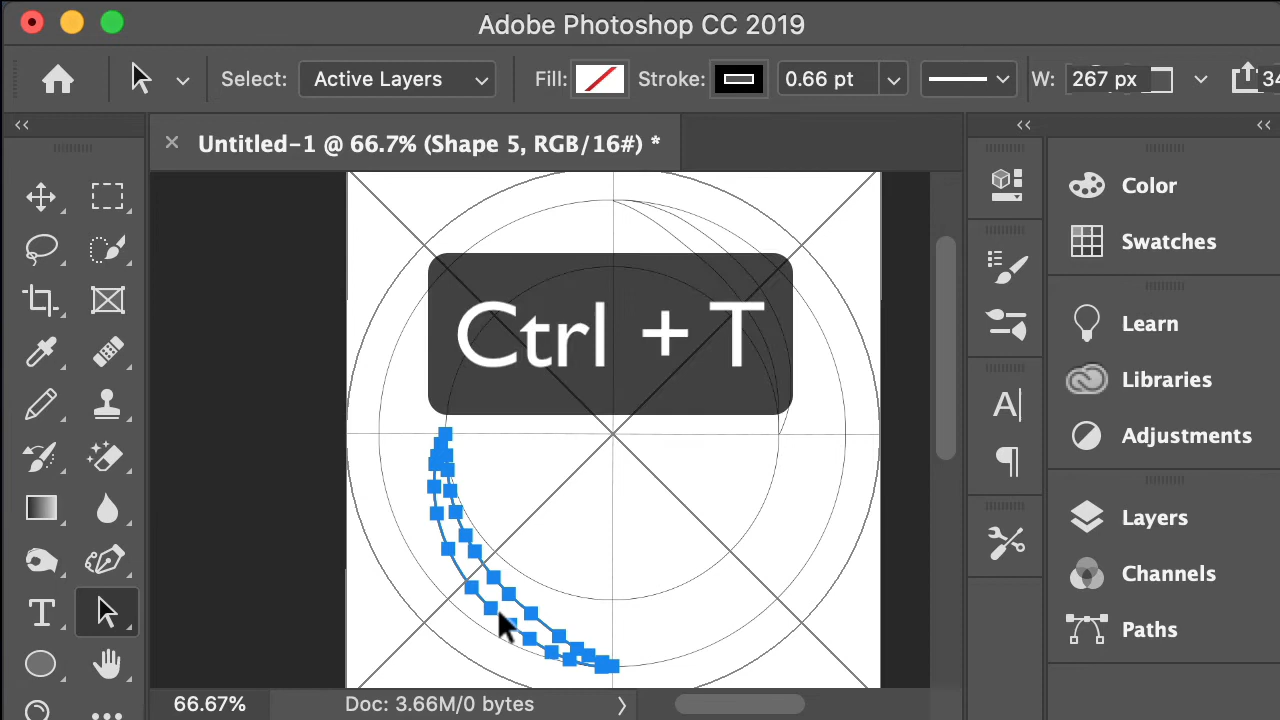 Adobe Photoshop CC 2019
Select: Active Layers Fill: Stroke: 0.66 pt W: 267 px 34
Untitled-1 @ 66.7% (Shape 5, RGB/16#) *
Color
Swatches
Ctrl + T
Learn
Libraries
Adjustments
Layers
Channels
Paths
66.67% Doc: 3.66M/0 bytes